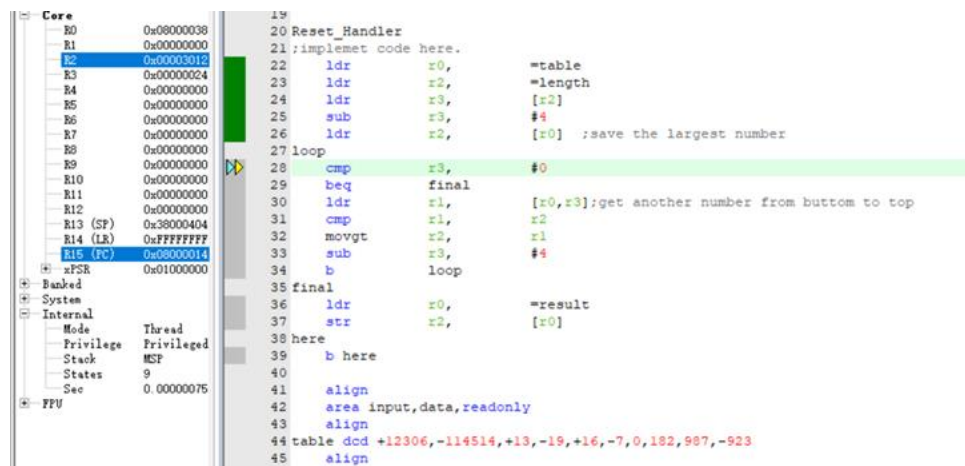 Core
R0 0x08000038
R1 0x00000000
R2 0x00003012
R3 0x00000024
R4 0x00000000
R5 0x00000000
R6 0x00000000
R7 0x00000000
R8 0x00000000
R9 0x00000000
R10 0x00000000
R11 0x00000000
R12 0x00000000
R13 (SP) 0x38000404
R14 (LR) 0xFFFFFFFF
R15 (PC) 0x08000014
xPSR 0x01000000
Banked
System
Internal
Mode Thread
Privilege Privileged
Stack MSP
States 9
Sec 0.00000075
FPU
19
20 Reset_Handler
21 ;implemet code here.
22 ldr r0, =table
23 ldr r2, =length
24 ldr r3, [r2]
25 sub r3, #4
26 ldr r2, [r0] ;save the largest number
27 loop
28 cmp r3, #0
29 beq final
30 ldr r1, [r0,r3];get another number from buttom to top
31 cmp r1, r2
32 movgt r2, r1
33 sub r3, #4
34 b loop
35 final
36 ldr r0, =result
37 str r2, [r0]
38 here
39 b here
40
41 align
42 area input,data,readonly
43 align
44 table dcd +12306,-114514,+13,-19,+16,-7,0,182,987,-923
45 align